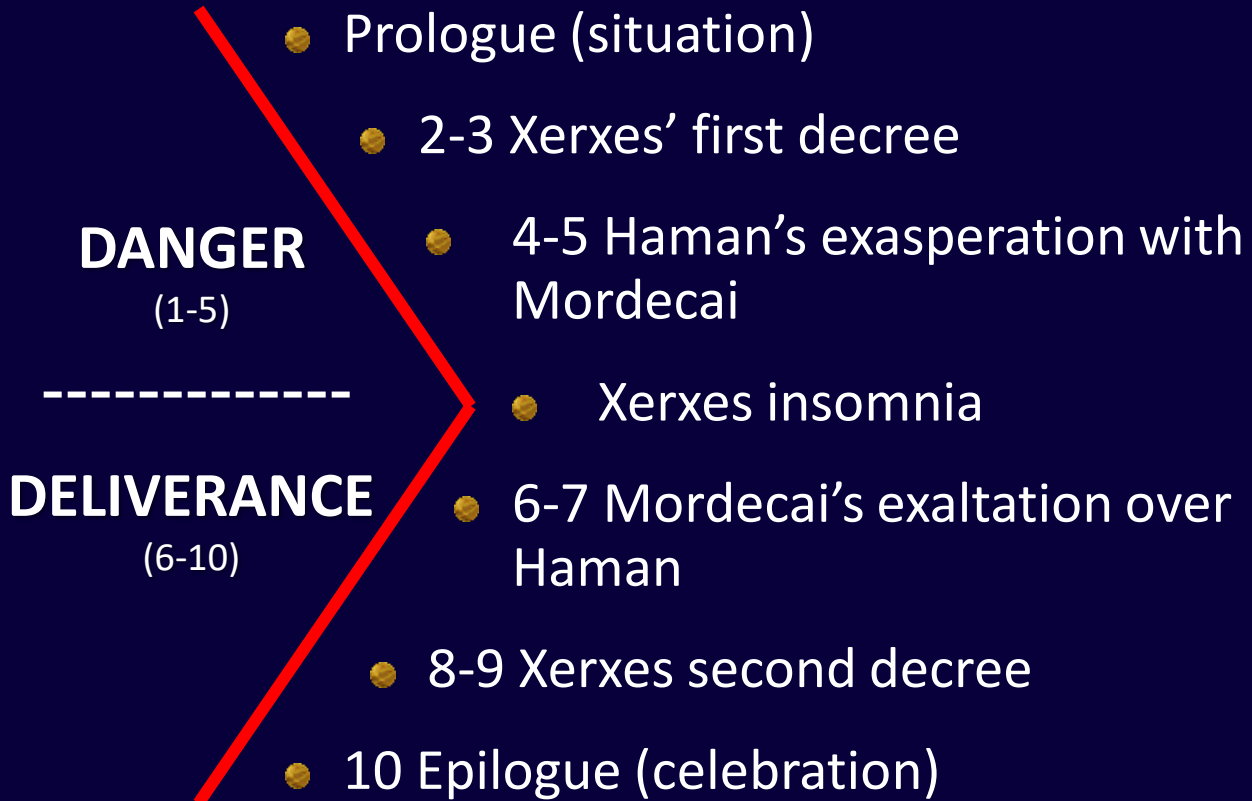 Prologue (situation)
2-3 Xerxes’ first decree
DANGER
(1-5)
4-5 Haman’s exasperation with
Mordecai
-------------
Xerxes insomnia
DELIVERANCE
(6-10)
6-7 Mordecai’s exaltation over
Haman
8-9 Xerxes second decree
10 Epilogue (celebration)